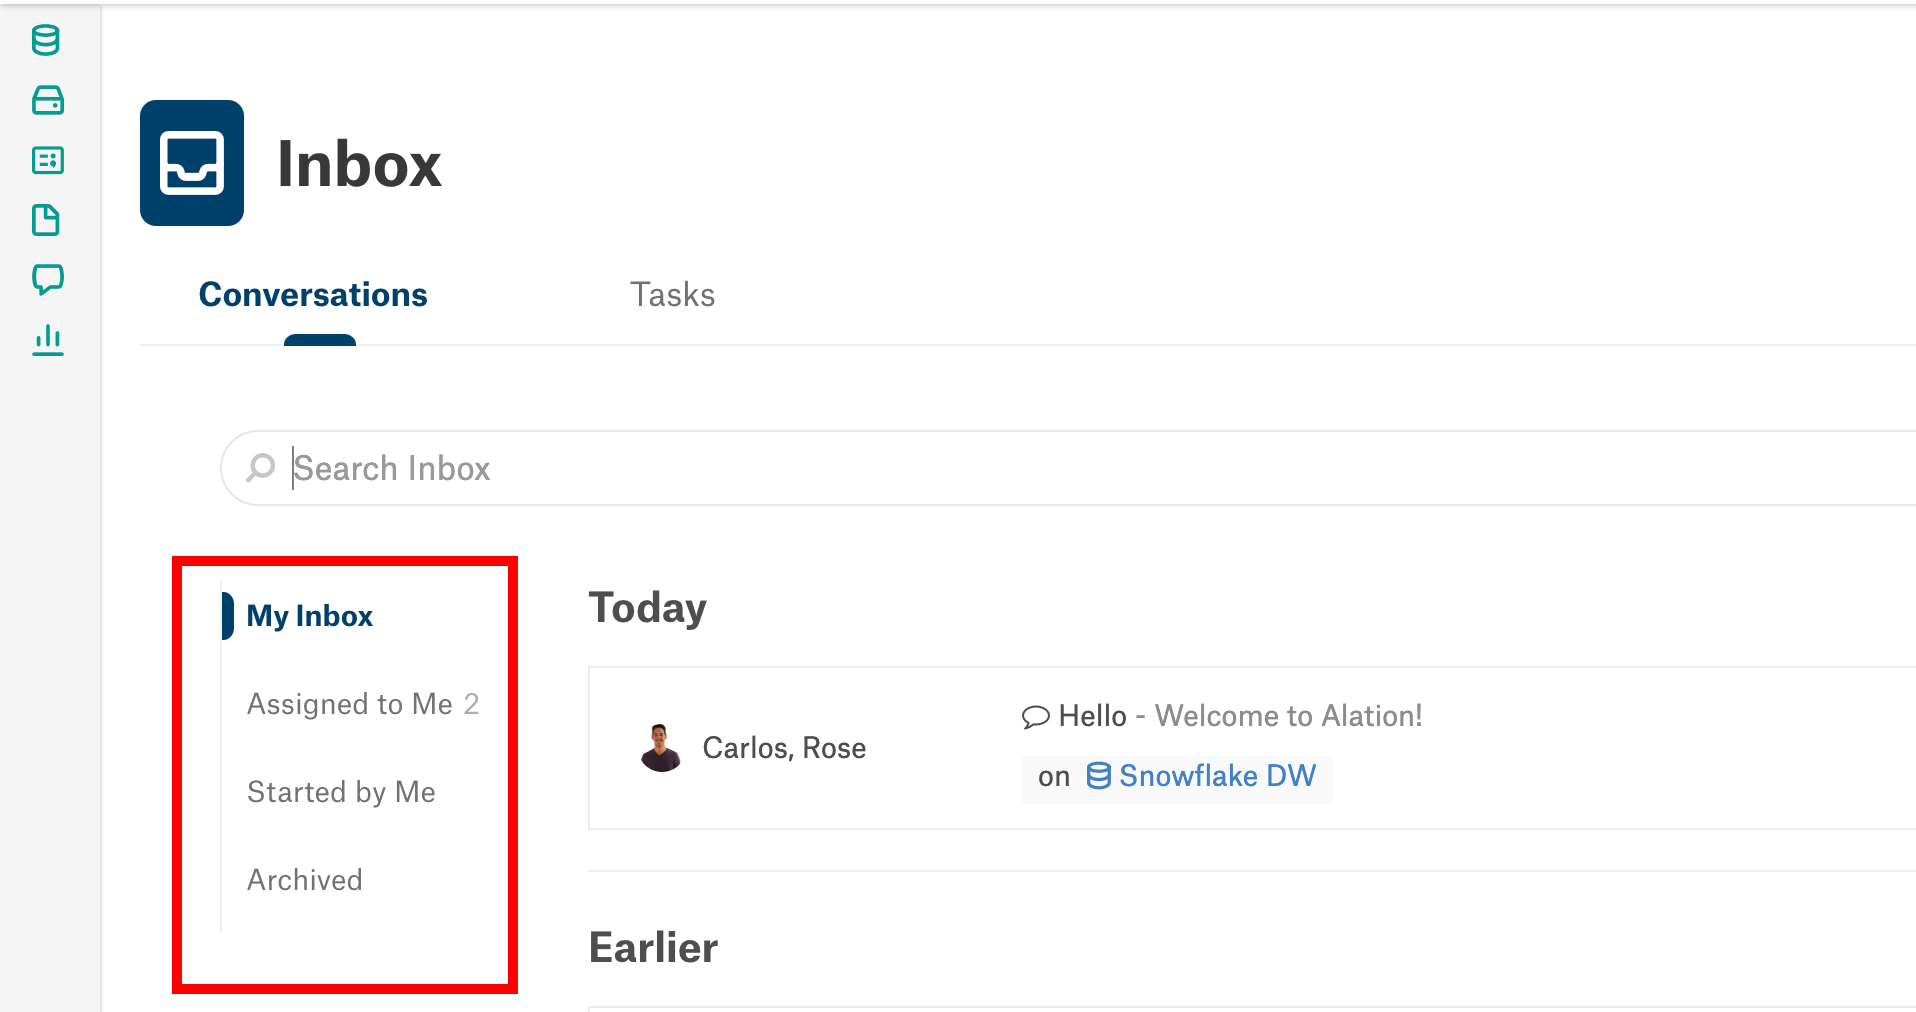 Inbox
Conversations
Tasks
Search Inbox
My Inbox
Assigned to Me 2
Started by Me
Archived
Today
Carlos, Rose
Hello - Welcome to Alation!
on Snowflake DW
Earlier